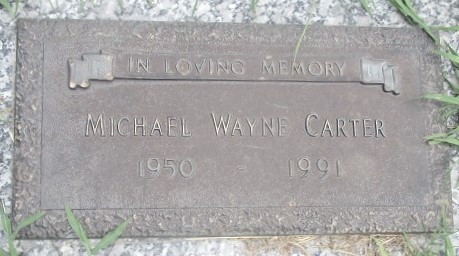 IN LOVING MEMORY
MICHAEL WAYNE CARTER
1950 - 1991